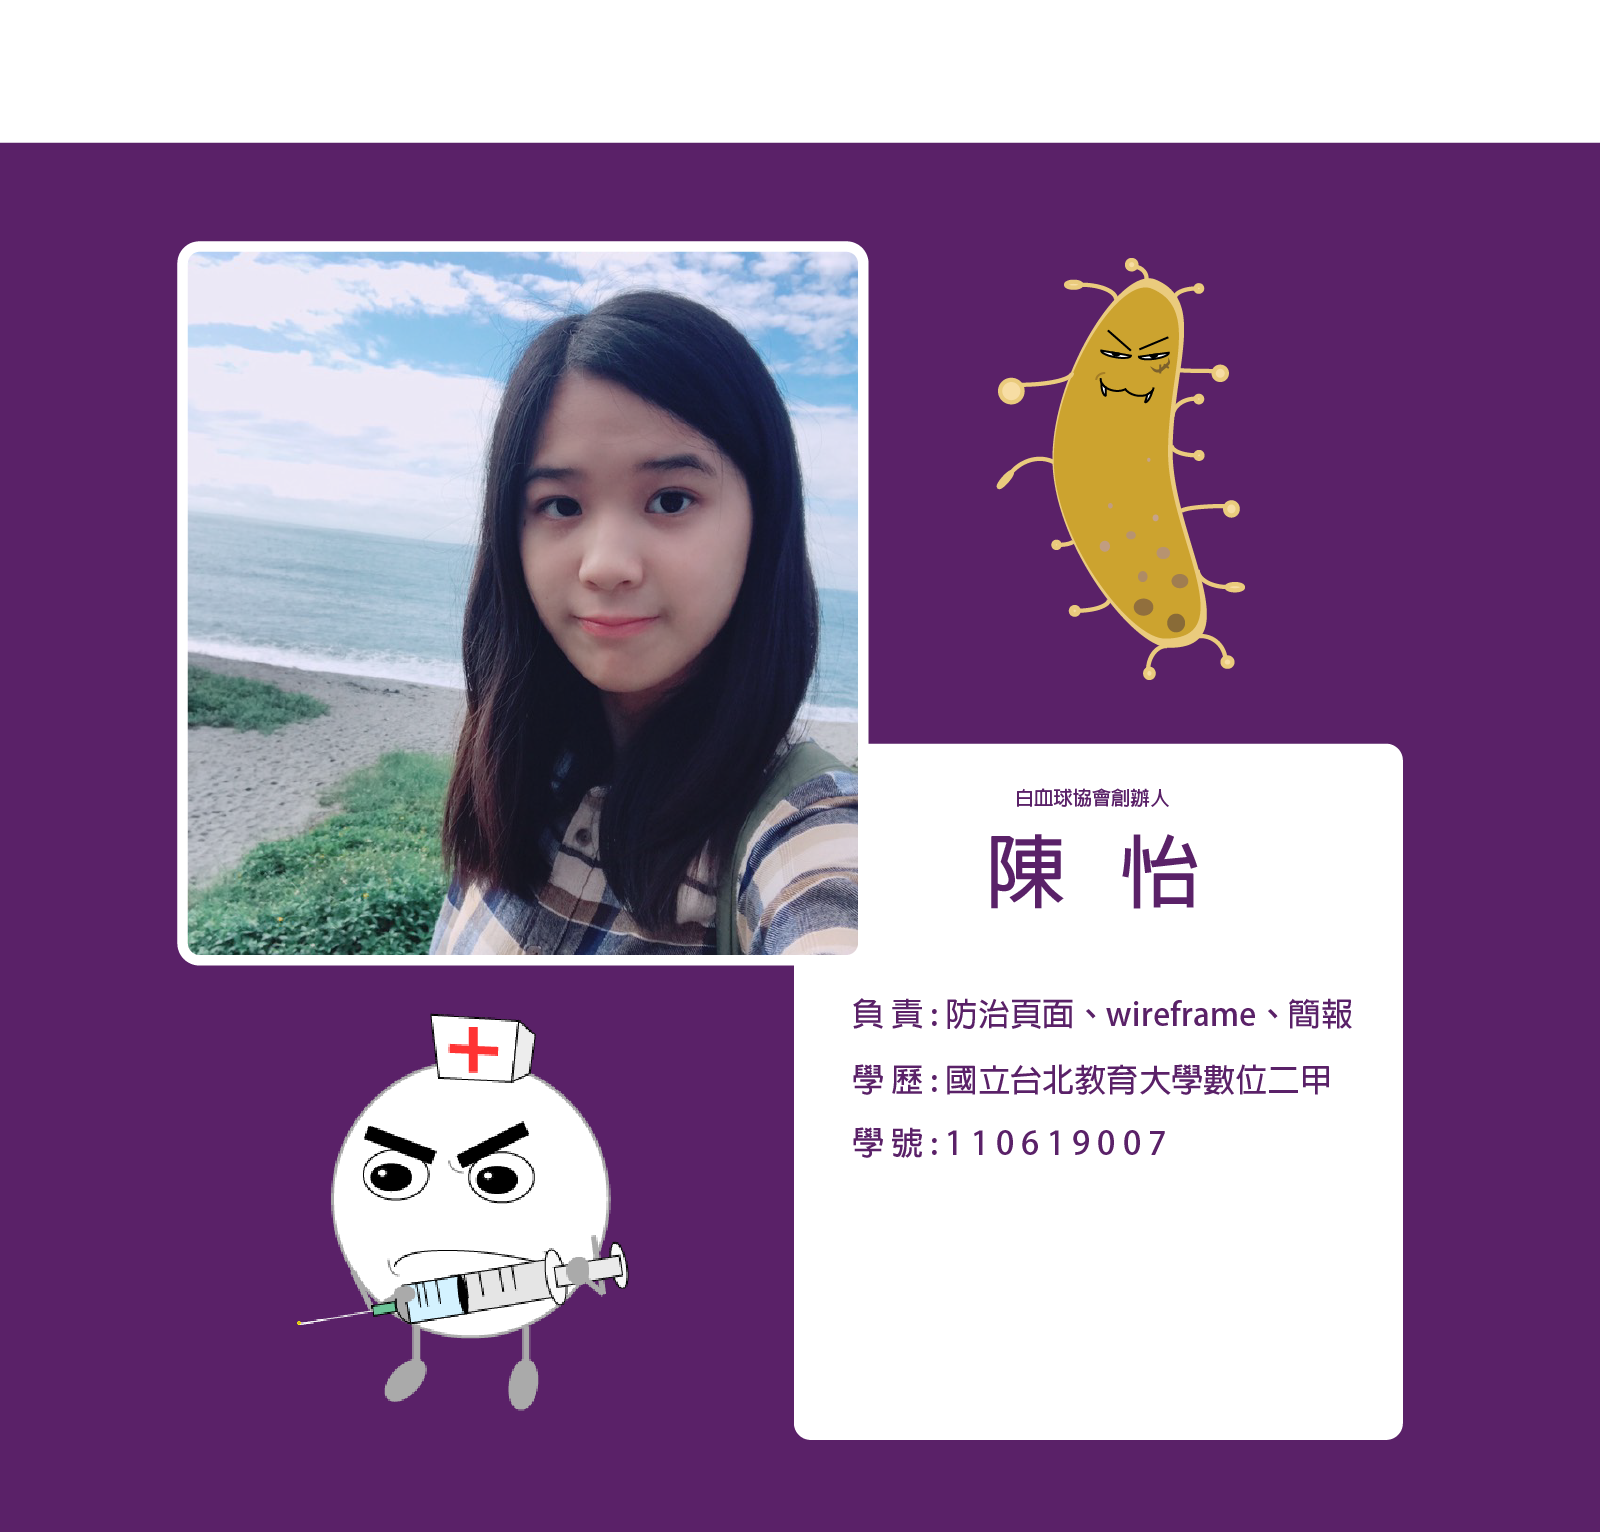 白血球協會創辦人
陳 怡
負責:防治頁面、wireframe、簡報
學歷:國立台北教育大學數位二甲
學號:110619007